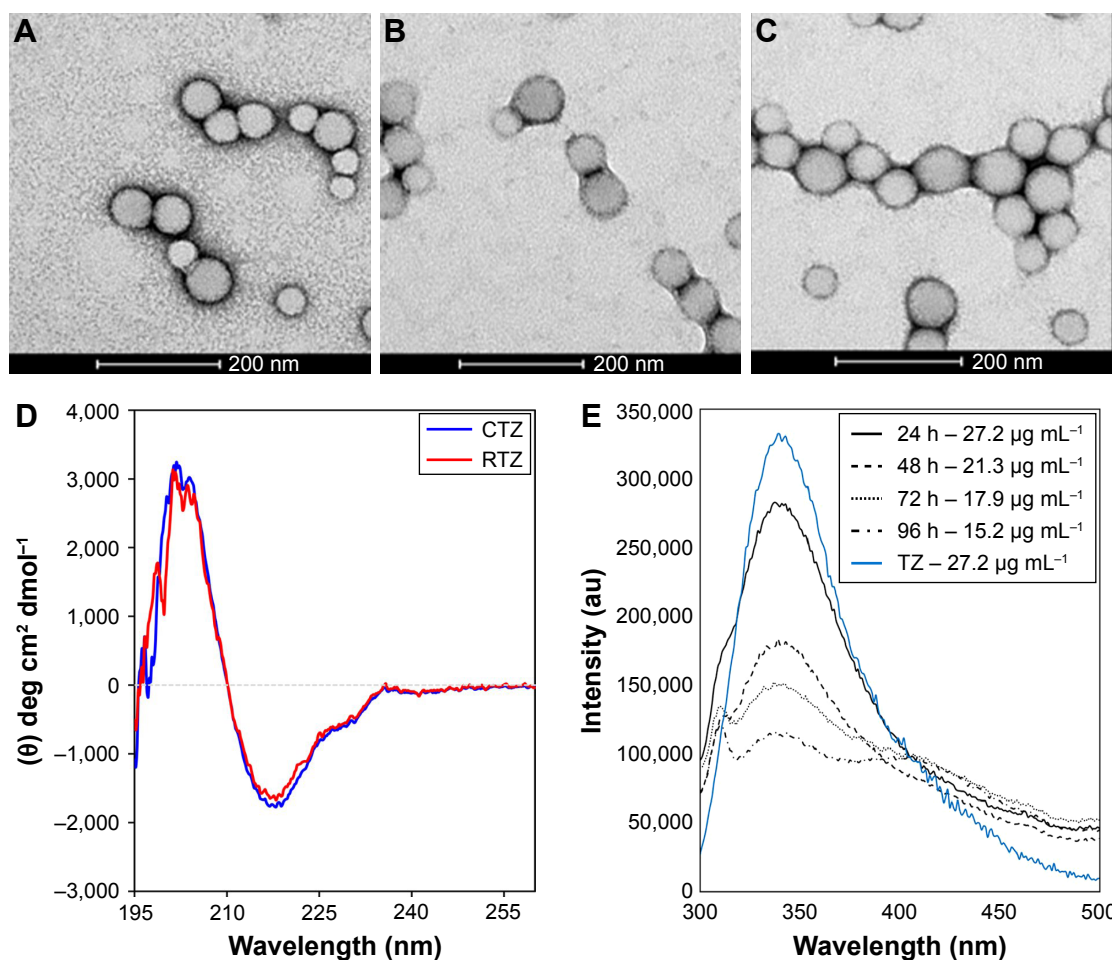 A
B
C
200 nm
200 nm
200 nm
D
4,000
3,000
2,000
1,000
0
–1,000
–2,000
–3,000
(θ) deg cm² dmol⁻¹
CTZ
RTZ
195
210
225
240
255
Wavelength (nm)
E
350,000
300,000
250,000
200,000
150,000
100,000
50,000
0
Intensity (au)
24 h – 27.2 µg mL⁻¹
48 h – 21.3 µg mL⁻¹
72 h – 17.9 µg mL⁻¹
96 h – 15.2 µg mL⁻¹
TZ – 27.2 µg mL⁻¹
300
350
400
450
500
Wavelength (nm)